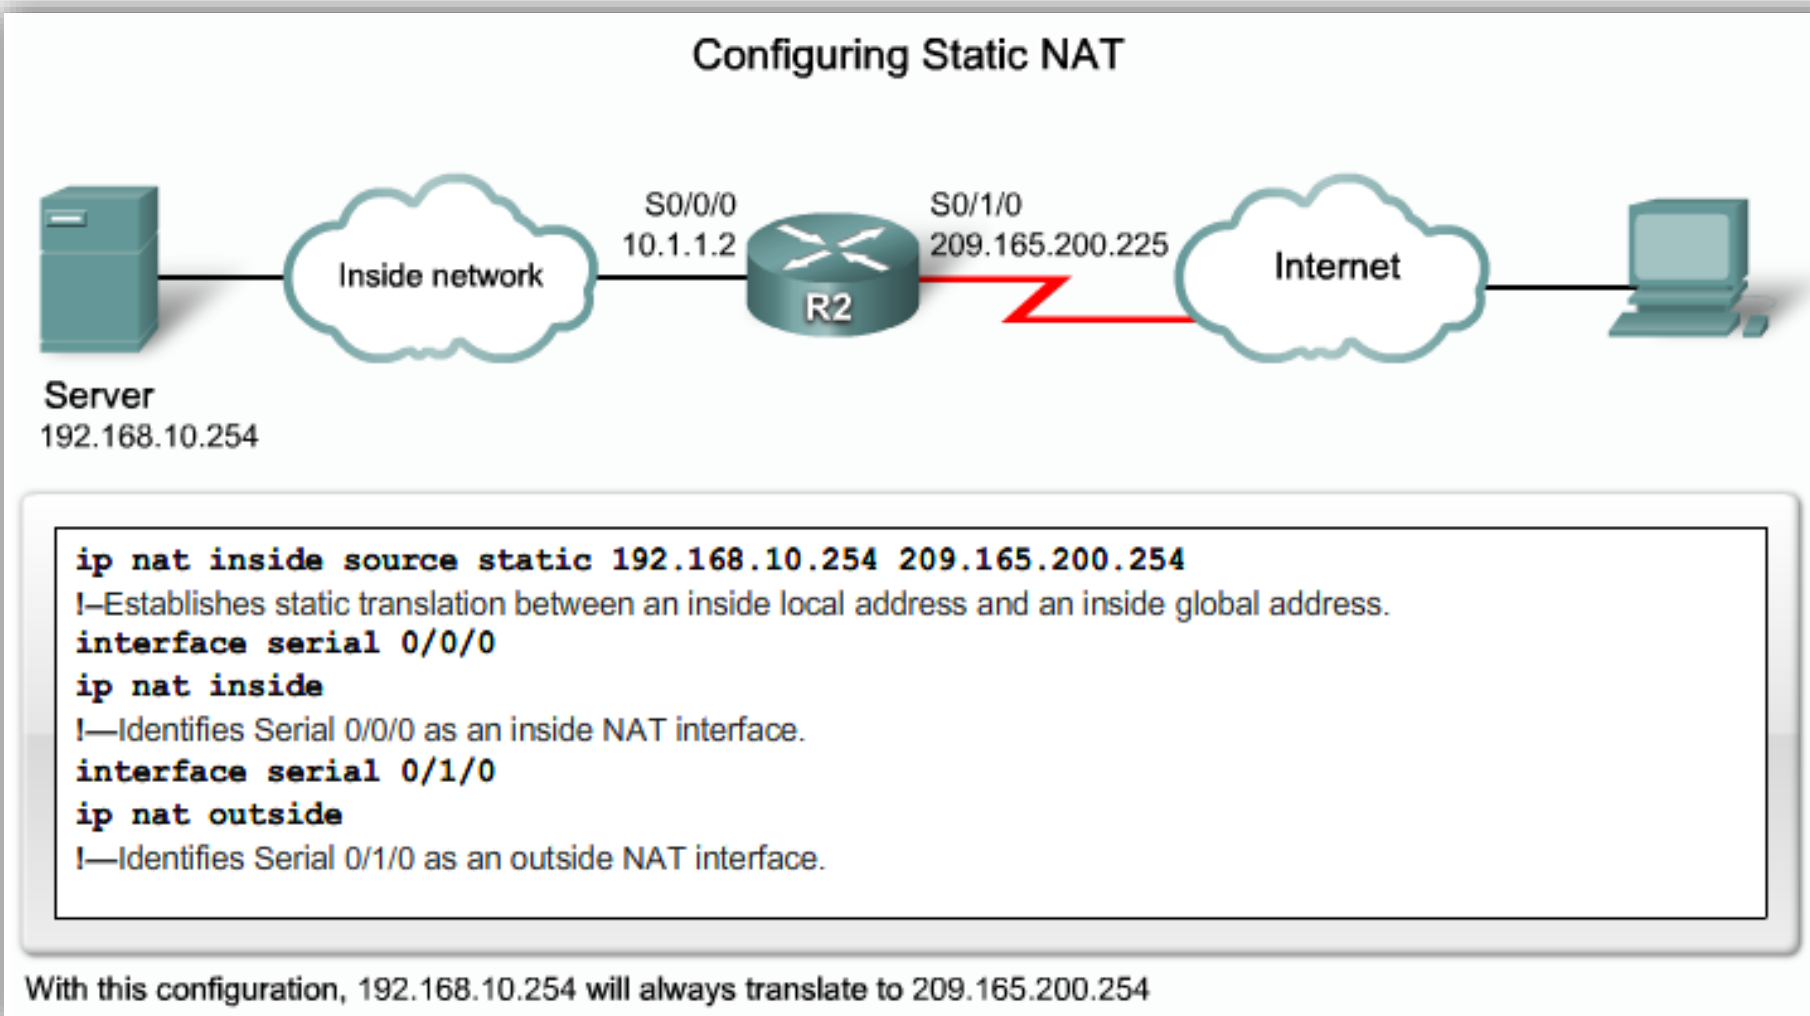 Configuring Static NAT
S0/0/0
10.1.1.2
S0/1/0
209.165.200.225
Inside network
R2
Internet
Server
192.168.10.254
ip nat inside source static 192.168.10.254 209.165.200.254
!–Establishes static translation between an inside local address and an inside global address.
interface serial 0/0/0
ip nat inside
!—Identifies Serial 0/0/0 as an inside NAT interface.
interface serial 0/1/0
ip nat outside
!—Identifies Serial 0/1/0 as an outside NAT interface.
With this configuration, 192.168.10.254 will always translate to 209.165.200.254